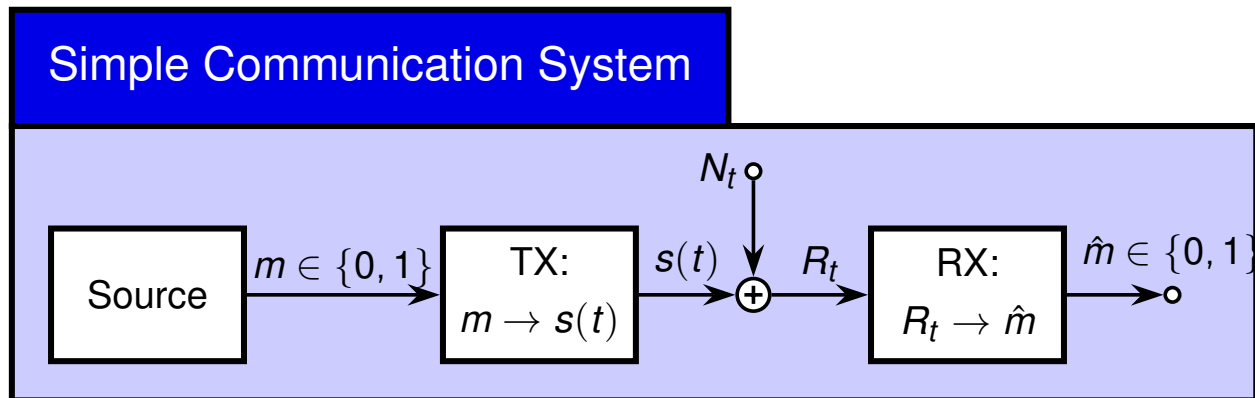 Simple Communication System
N_t
Source
m ∈ {0, 1}
TX:
m → s(t)
s(t)
+
R_t
RX:
R_t → m̂
m̂ ∈ {0, 1}